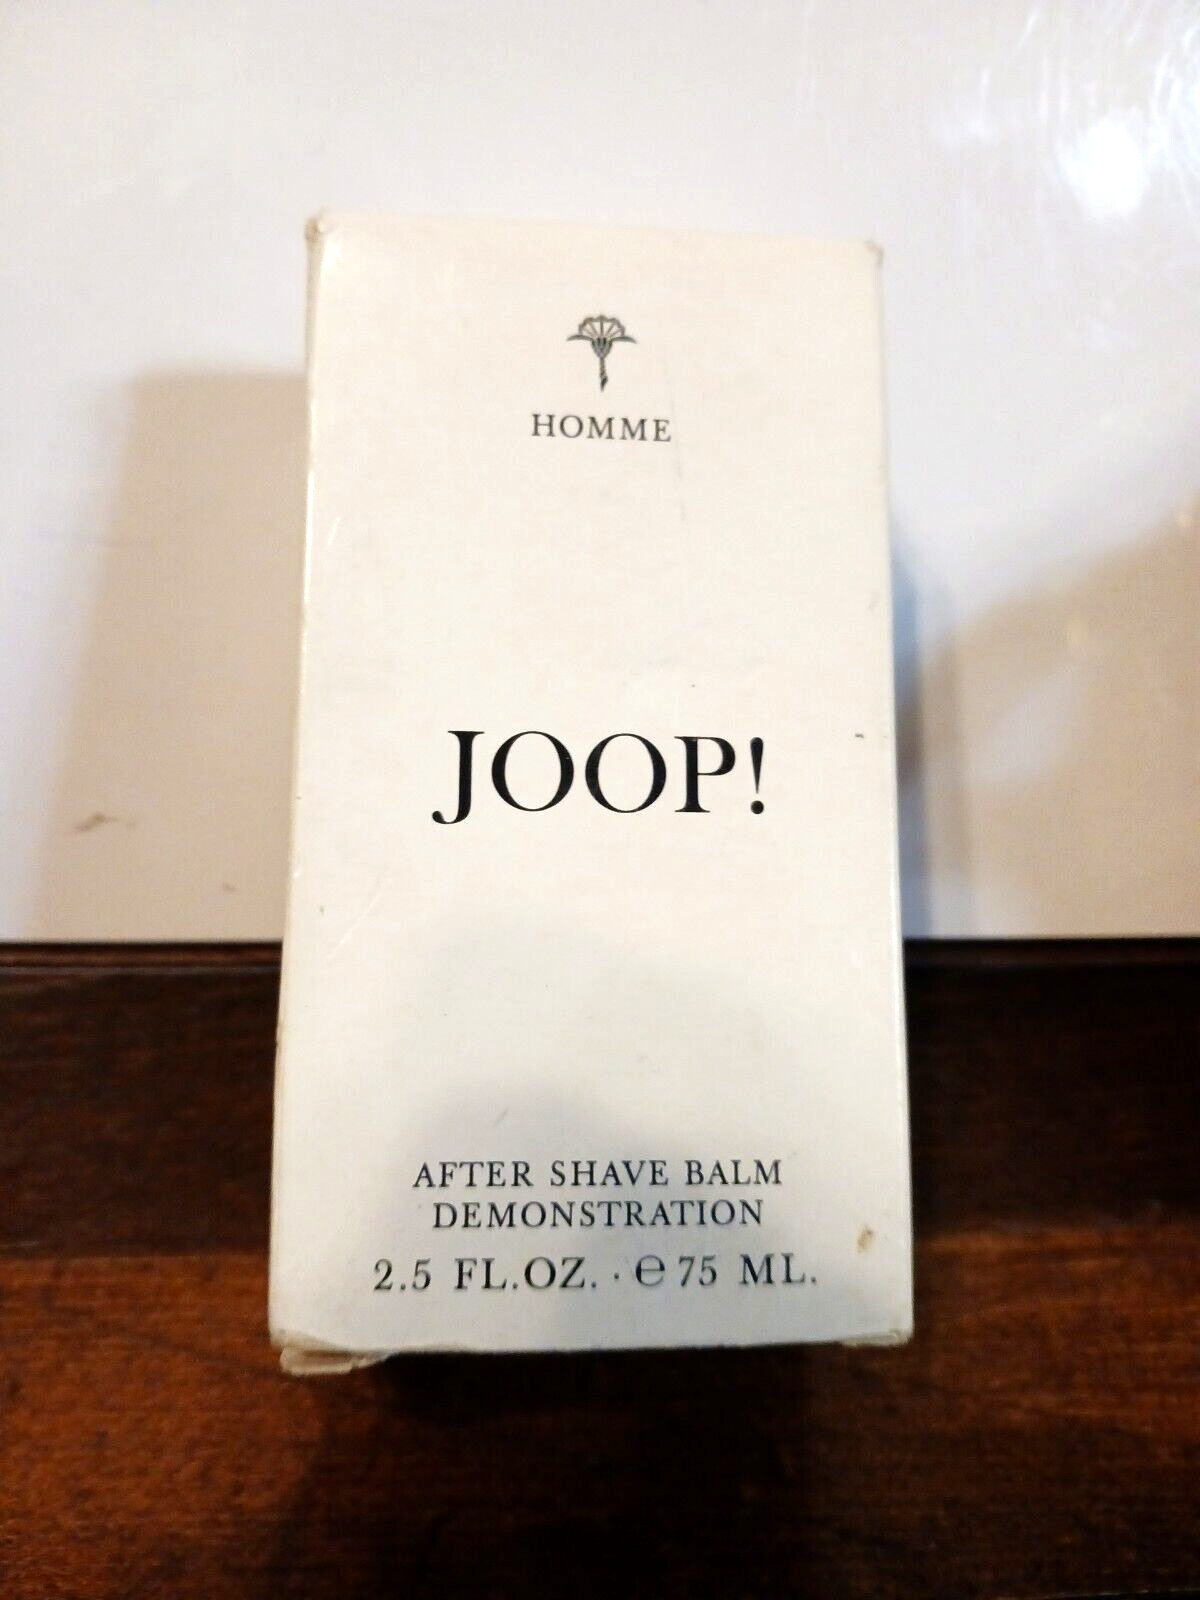 HOMME
JOOP!
AFTER SHAVE BALM
DEMONSTRATION
2.5 FL.OZ. · ℮ 75 ML.